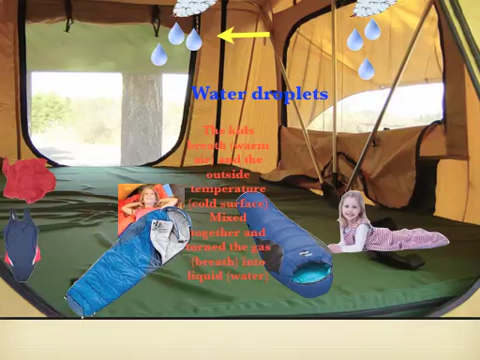 Water droplets
The kids
breath (warm
air) and the
outside
temperature
(cold surface)
Mixed
together and
turned the gas
(breath) into
liquid (water)